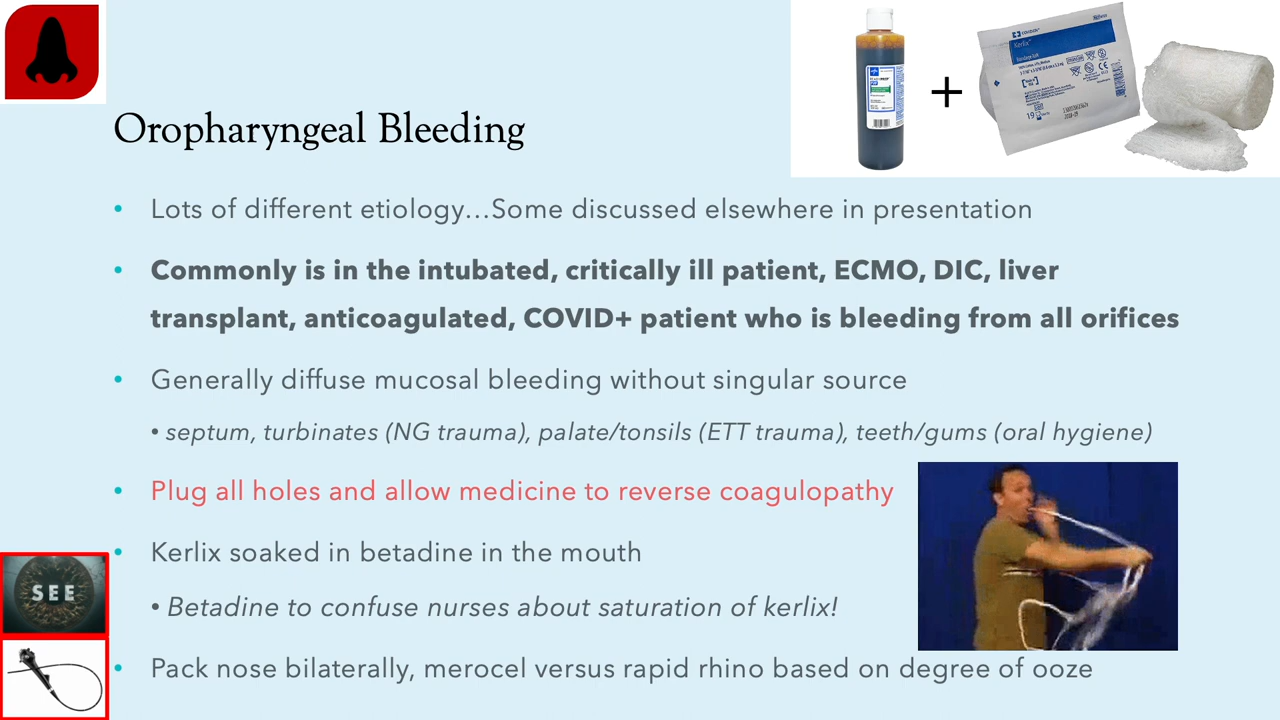 Oropharyngeal Bleeding
+
COVIDIEN
Kerlix™
• Lots of different etiology…Some discussed elsewhere in presentation
• Commonly is in the intubated, critically ill patient, ECMO, DIC, liver
transplant, anticoagulated, COVID+ patient who is bleeding from all orifices
• Generally diffuse mucosal bleeding without singular source
• septum, turbinates (NG trauma), palate/tonsils (ETT trauma), teeth/gums (oral hygiene)
• Plug all holes and allow medicine to reverse coagulopathy
• Kerlix soaked in betadine in the mouth
• Betadine to confuse nurses about saturation of kerlix!
• Pack nose bilaterally, merocel versus rapid rhino based on degree of ooze
SEE